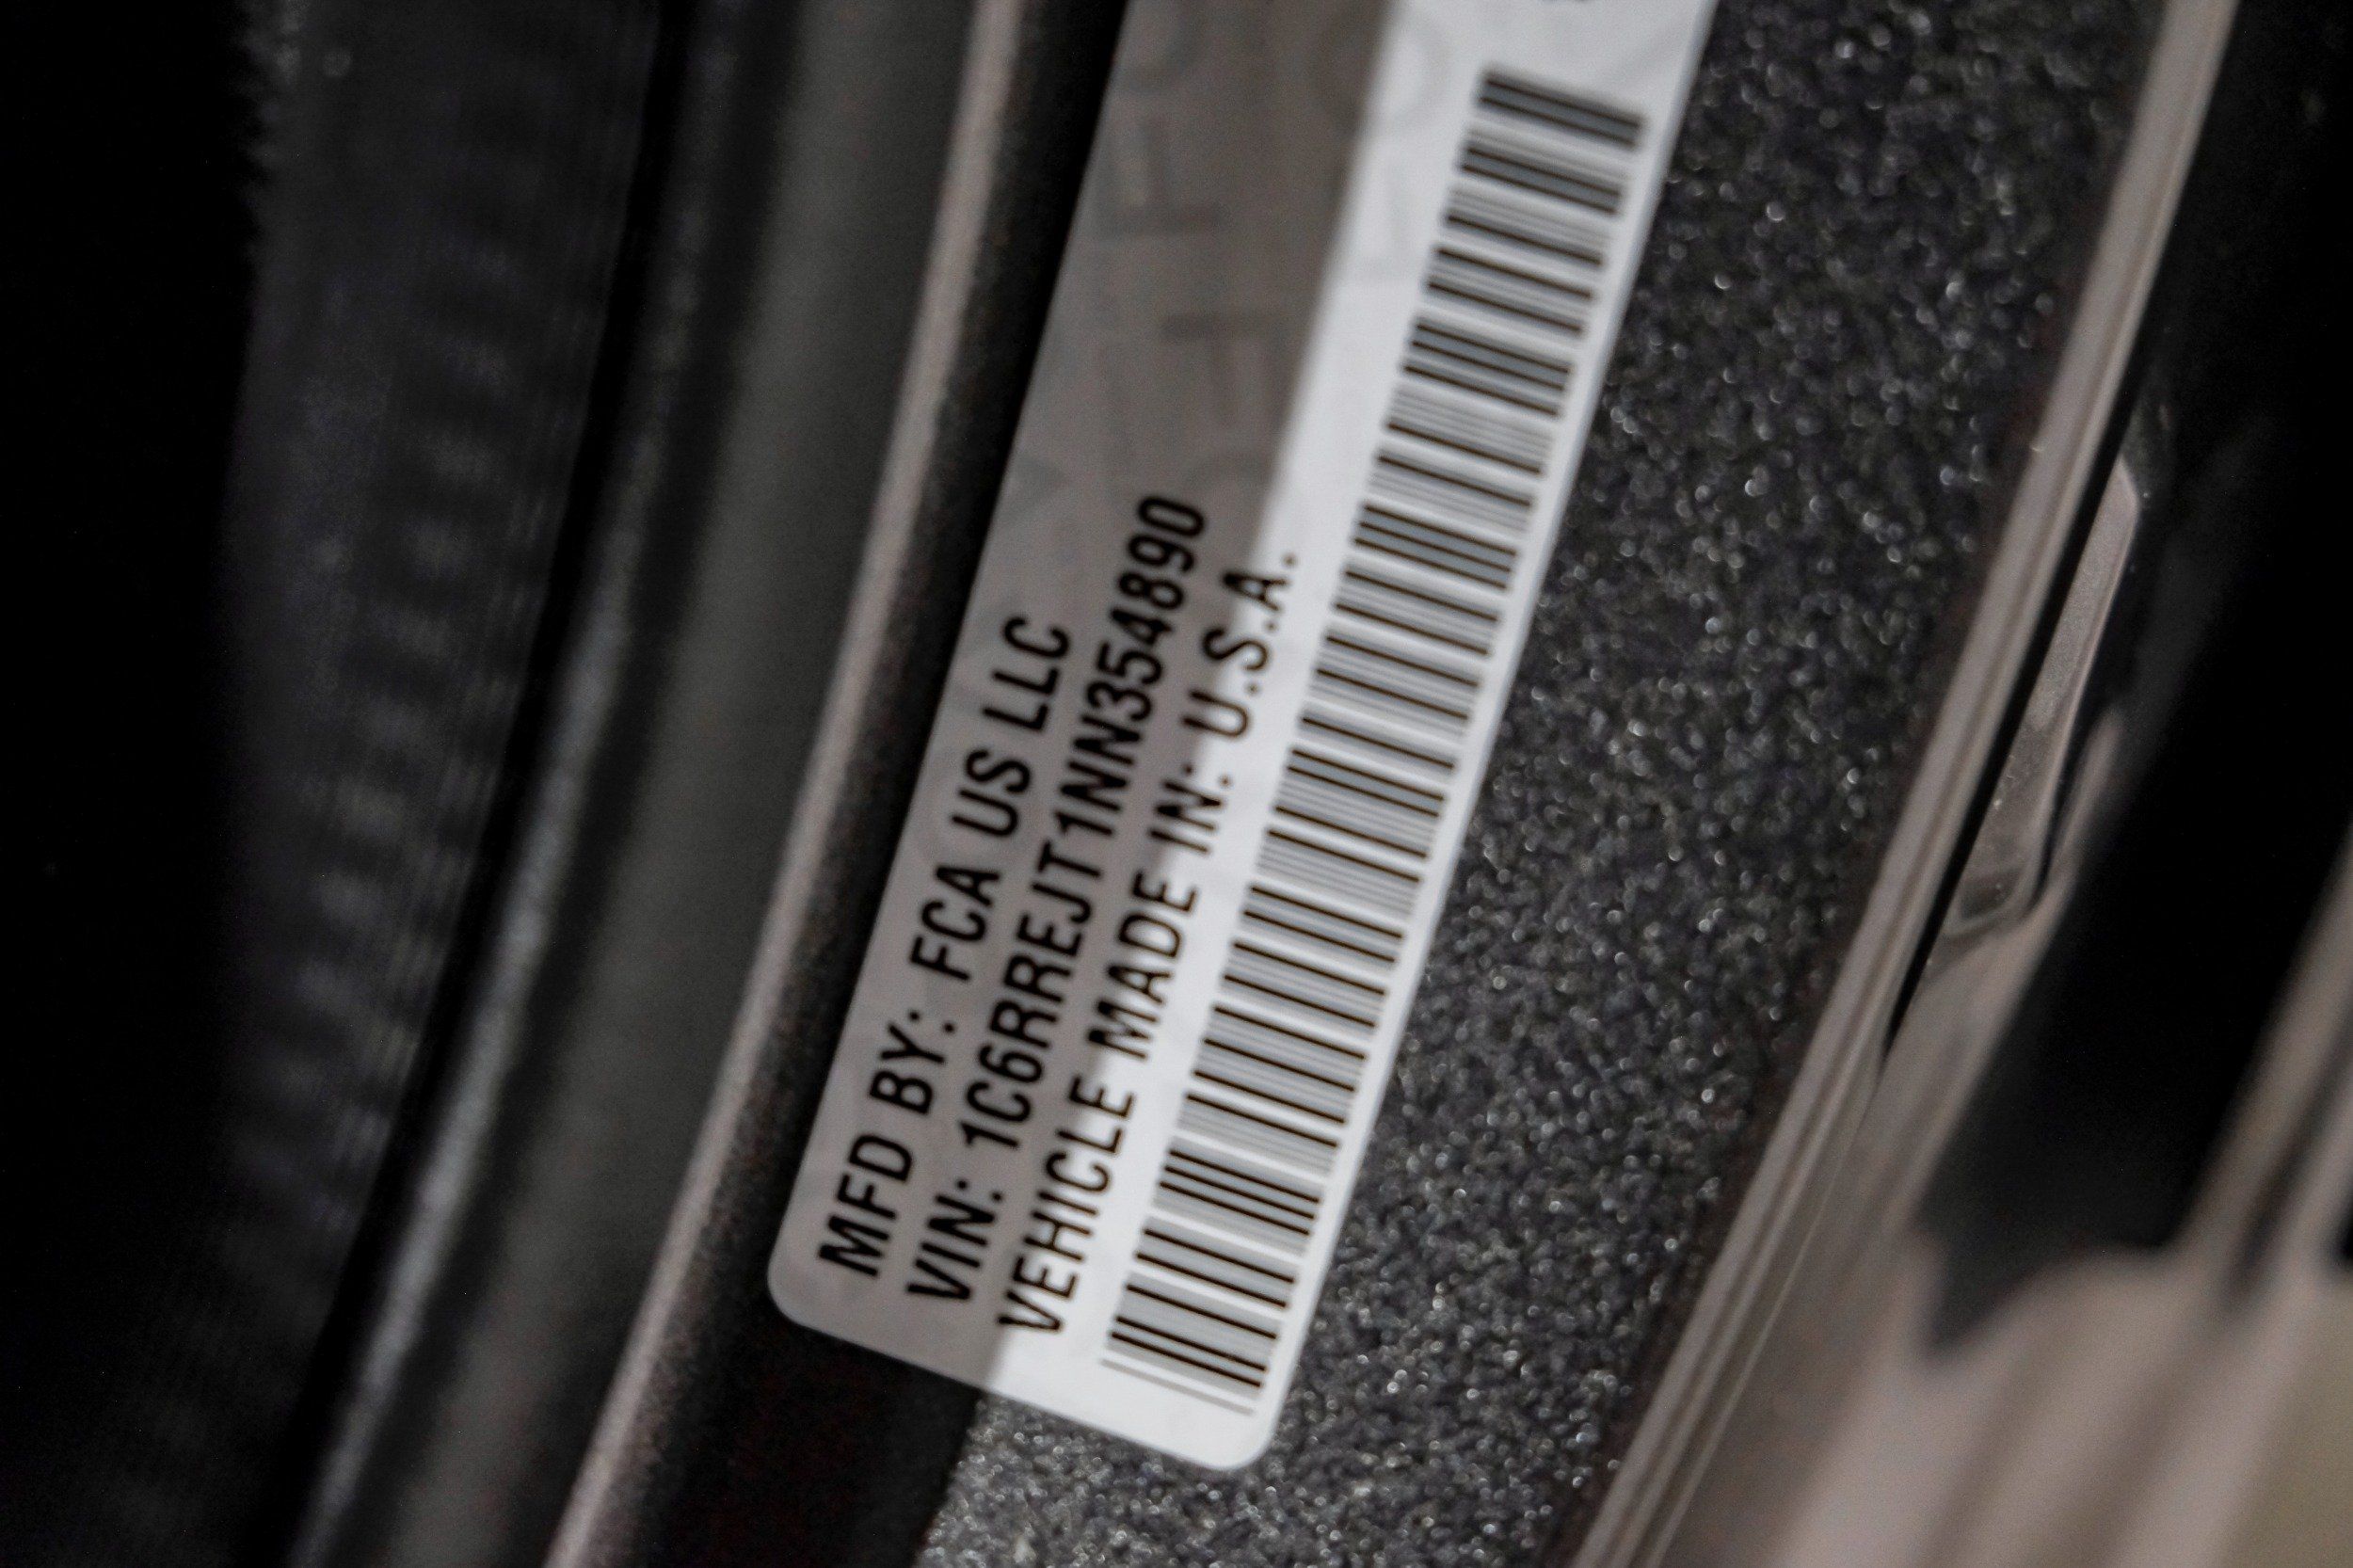 MFD BY: FCA US LLC
VIN: 1C6RREJT1NN354890
VEHICLE MADE IN: U.S.A.